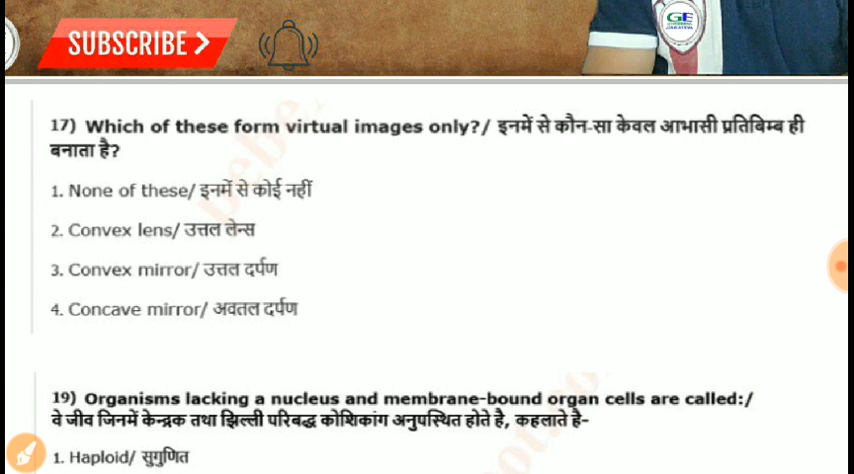 SUBSCRIBE
GE
17) Which of these form virtual images only?/ इनमें से कौन-सा केवल आभासी प्रतिबिम्ब ही
बनाता है?
1. None of these/ इनमें से कोई नहीं
2. Convex lens/ उत्तल लेन्स
3. Convex mirror/ उत्तल दर्पण
4. Concave mirror/ अवतल दर्पण
19) Organisms lacking a nucleus and membrane-bound organ cells are called:/
वे जीव जिनमें केन्द्रक तथा झिल्ली परिबद्ध कोशिकांग अनुपस्थित होते है, कहलाते है-
1. Haploid/ सुगुणित